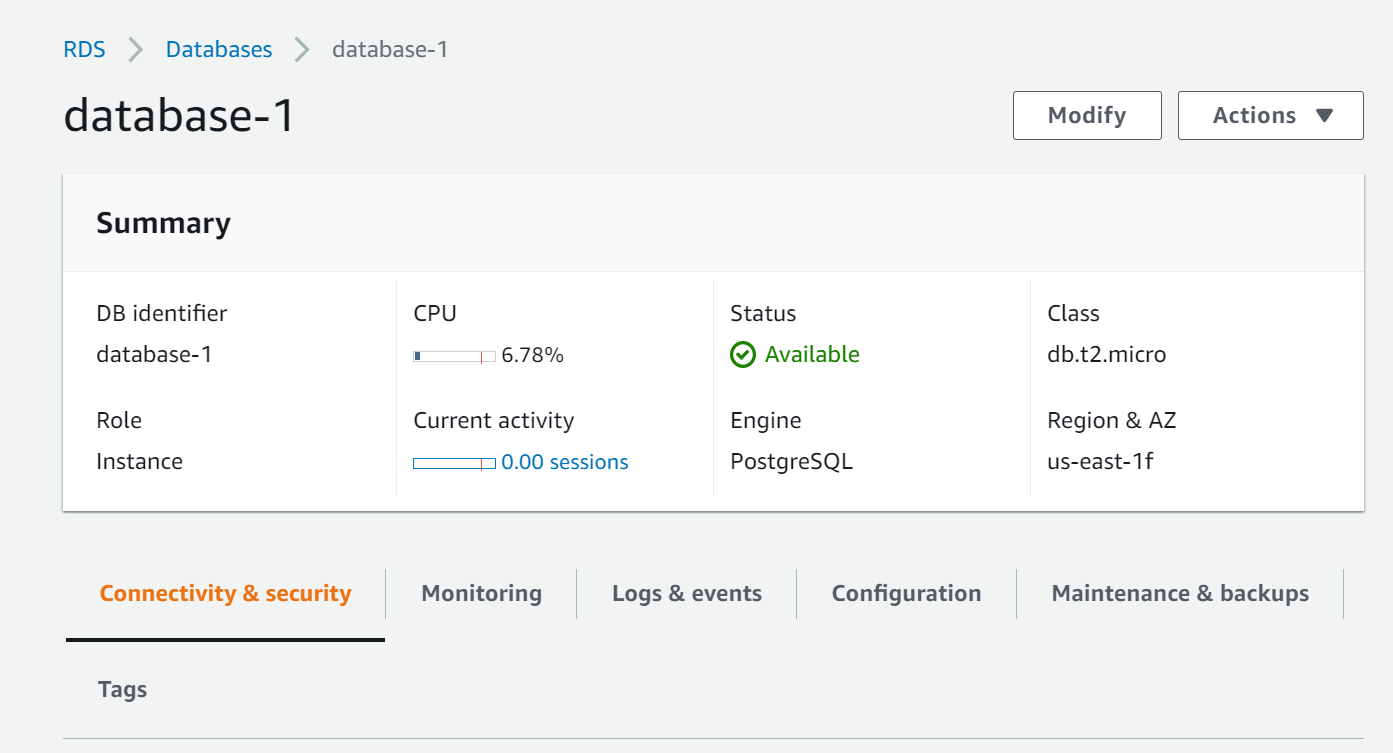 RDS > Databases > database-1
database-1
Modify
Actions
Summary
DB identifier
CPU
Status
Class
database-1
6.78%
Available
db.t2.micro
Role
Current activity
Engine
Region & AZ
Instance
0.00 sessions
PostgreSQL
us-east-1f
Connectivity & security
Monitoring
Logs & events
Configuration
Maintenance & backups
Tags